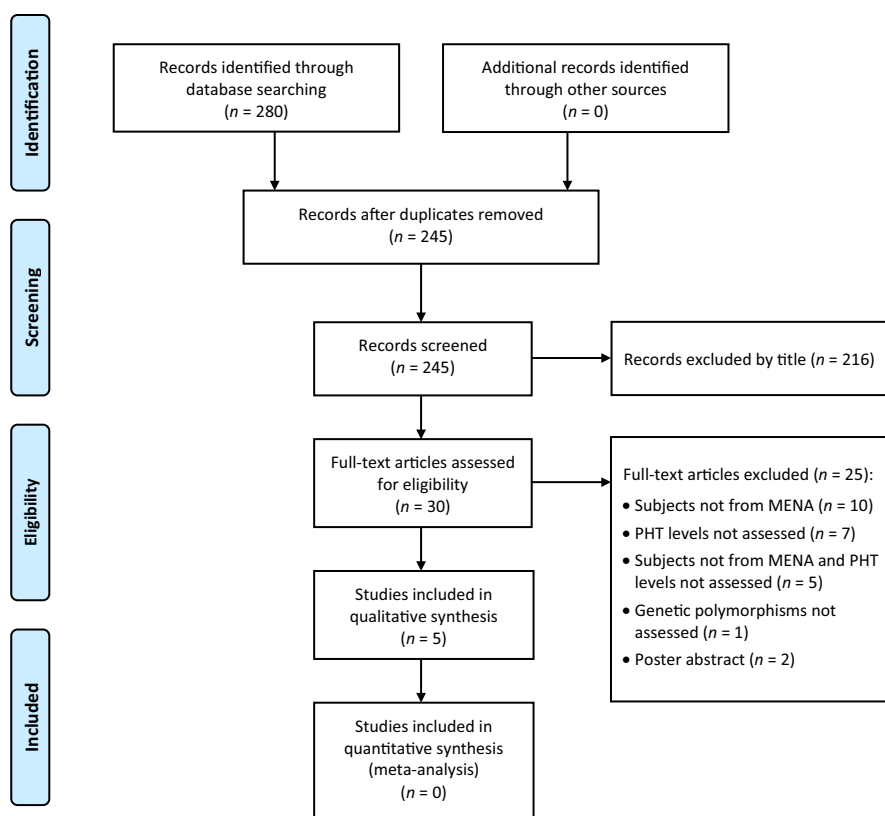 Identification
Records identified through
database searching
(n = 280)
Additional records identified
through other sources
(n = 0)
Records after duplicates removed
(n = 245)
Screening
Records screened
(n = 245)
Records excluded by title (n = 216)
Eligibility
Full-text articles assessed
for eligibility
(n = 30)
Full-text articles excluded (n = 25):
• Subjects not from MENA (n = 10)
• PHT levels not assessed (n = 7)
• Subjects not from MENA and PHT
levels not assessed (n = 5)
• Genetic polymorphisms not
assessed (n = 1)
• Poster abstract (n = 2)
Studies included in
qualitative synthesis
(n = 5)
Included
Studies included in
quantitative synthesis
(meta-analysis)
(n = 0)